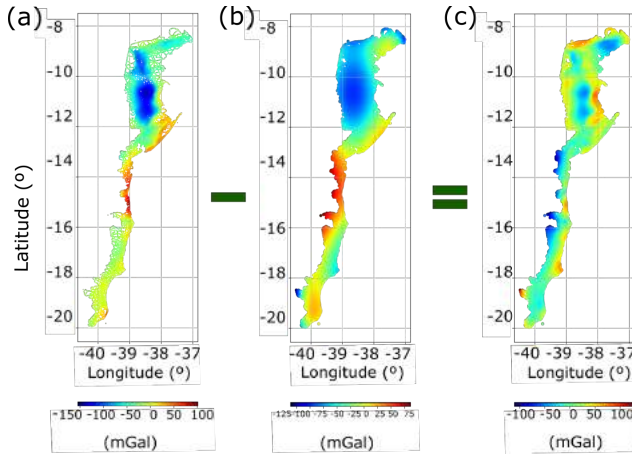 (a) (b) (c)
-8 -8 -8
-10 -10 -10
-12 -12 -12
-14 -14 -14
-16 -16 -16
-18 -18 -18
-20 -20 -20
Latitude (º)
-40 -39 -38 -37 -40 -39 -38 -37 -40 -39 -38 -37
Longitude (º) Longitude (º) Longitude (º)
-150 -100 -50 0 50 100 -125 -100 -75 -50 -25 0 25 50 75 -100 -50 0 50 100
(mGal) (mGal) (mGal)